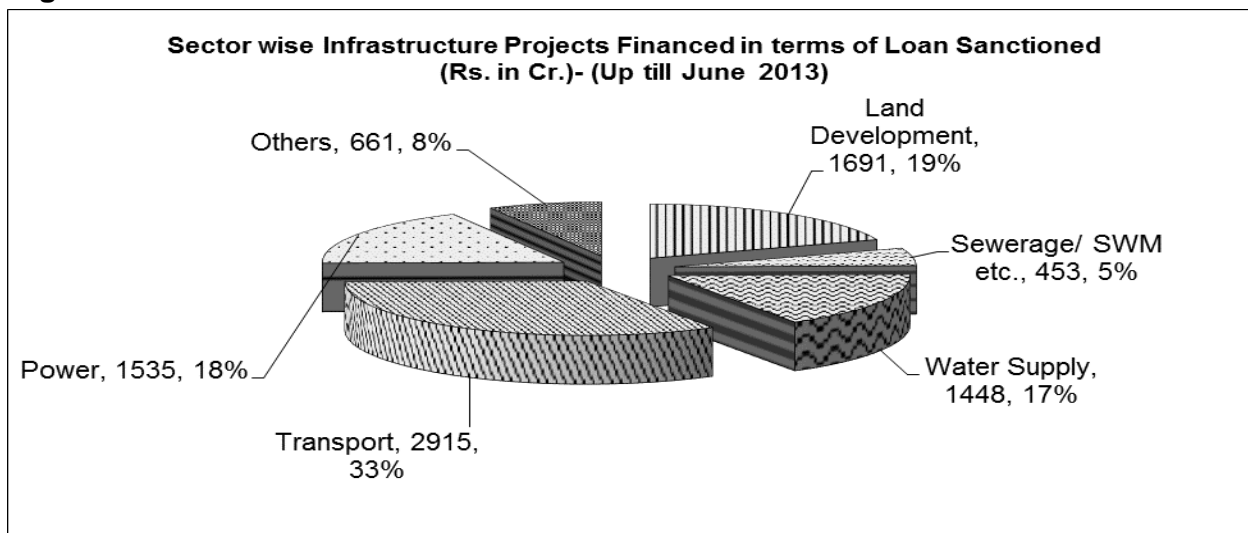 Sector wise Infrastructure Projects Financed in terms of Loan Sanctioned
(Rs. in Cr.)- (Up till June 2013)
Land
Development,
1691, 19%
Others, 661, 8%
Sewerage/ SWM
etc., 453, 5%
Power, 1535, 18%
Water Supply,
1448, 17%
Transport, 2915,
33%